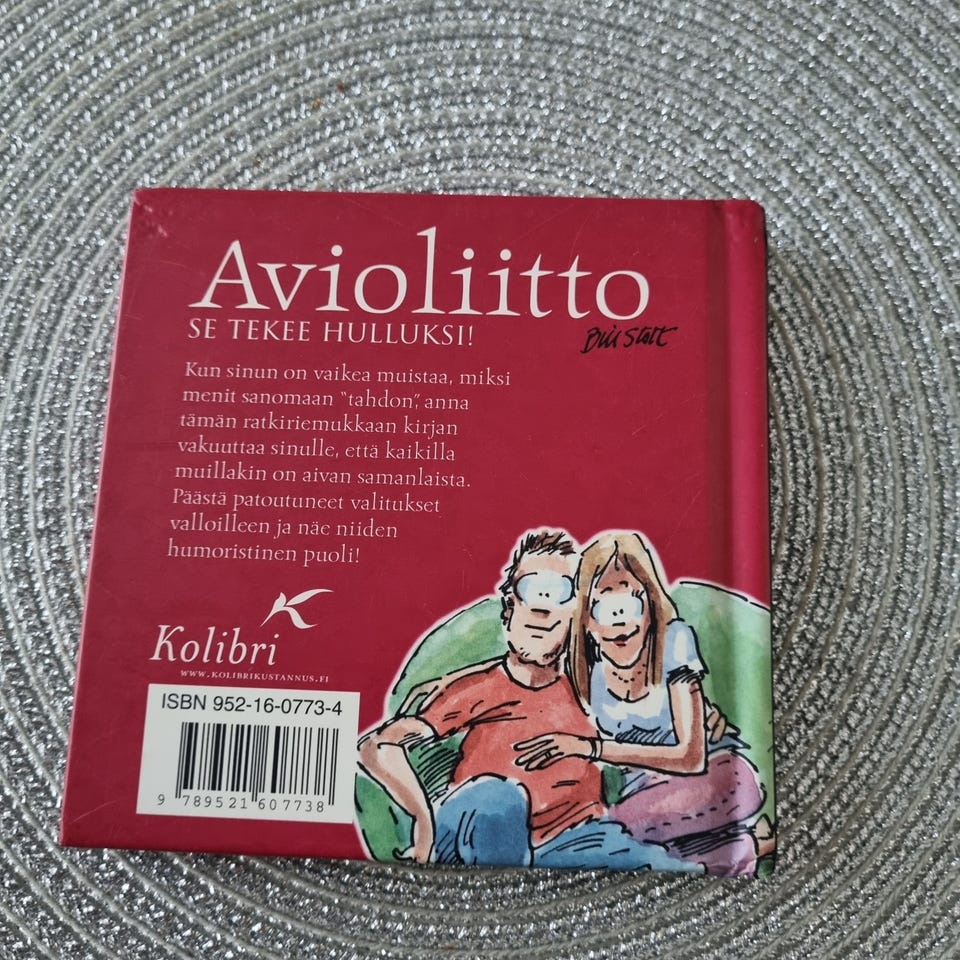 Avioliitto
SE TEKEE HULLUKSI!
Bill Stott
Kun sinun on vaikea muistaa, miksi
menit sanomaan "tahdon", anna
tämän ratkiriemukkaan kirjan
vakuuttaa sinulle, että kaikilla
muillakin on aivan samanlaista.
Päästä patoutuneet valitukset
valloilleen ja näe niiden
humoristinen puoli!
Kolibri
WWW.KOLIBRIKUSTANNUS.FI
ISBN 952-16-0773-4
9 789521 607738